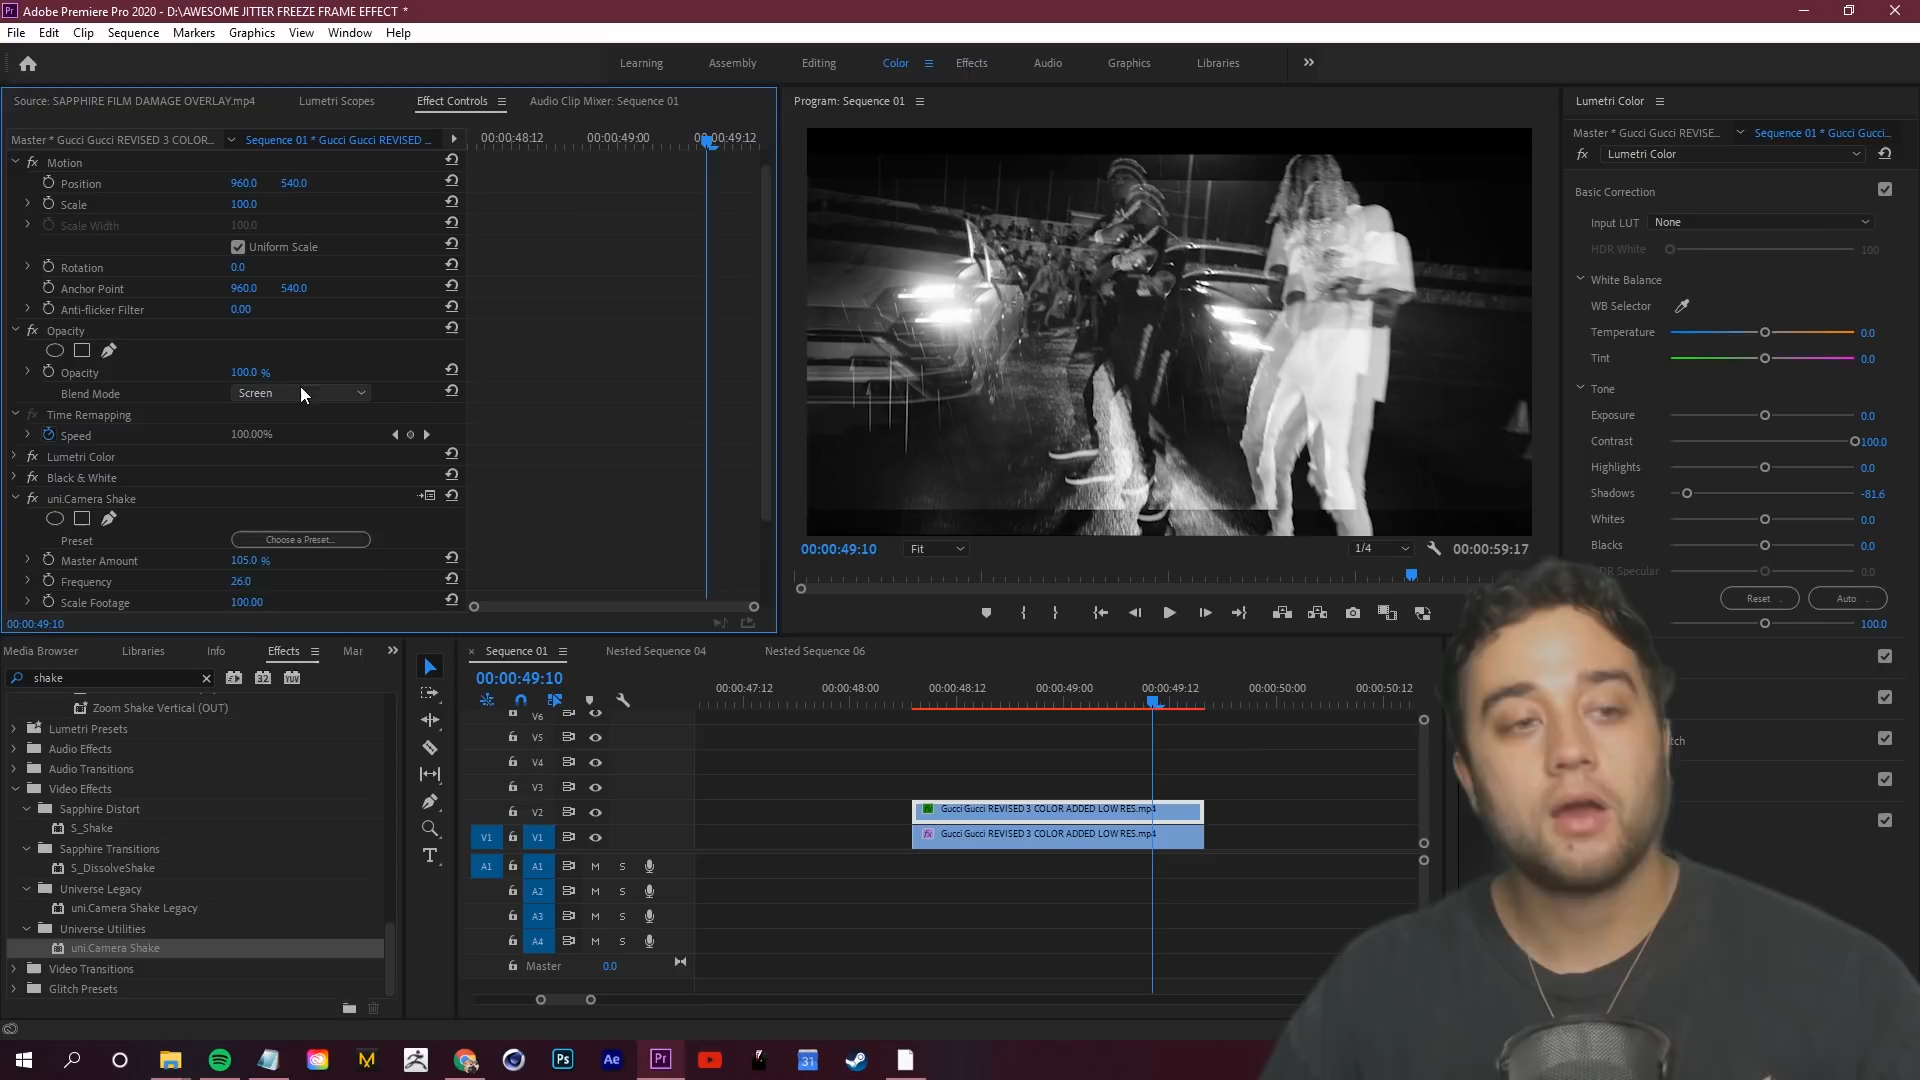 Adobe Premiere Pro 2020 - D:\AWESOME JITTER FREEZE FRAME EFFECT *
File Edit Clip Sequence Markers Graphics View Window Help
Learning Assembly Editing Color Effects Audio Graphics Libraries
Source: SAPPHIRE FILM DAMAGE OVERLAY.mp4 Lumetri Scopes Effect Controls Audio Clip Mixer: Sequence 01
Master * Gucci Gucci REVISED 3 COLOR... Sequence 01 * Gucci Gucci REVISED ...
00:00:48:12 00:00:49:00 00:00:49:12
Motion
Position 960.0 540.0
Scale 100.0
Scale Width 100.0
Uniform Scale
Rotation 0.0
Anchor Point 960.0 540.0
Anti-flicker Filter 0.00
Opacity
Opacity 100.0 %
Blend Mode Screen
Time Remapping
Speed 100.00%
Lumetri Color
Black & White
uni.Camera Shake
Preset Choose a Preset...
Master Amount 105.0 %
Frequency 26.0
Scale Footage 100.00
00:00:49:10
Program: Sequence 01
00:00:49:10 Fit 1/4 00:00:59:17
Lumetri Color
Master * Gucci Gucci REVISE... Sequence 01 * Gucci Gucci...
fx Lumetri Color
Basic Correction
Input LUT None
HDR White 100
White Balance
WB Selector
Temperature 0.0
Tint 0.0
Tone
Exposure 0.0
Contrast 100.0
Highlights 0.0
Shadows -81.6
Whites 0.0
Blacks 0.0
DR Specular 0.0
Reset Auto
100.0
tch
Media Browser Libraries Info Effects Mar
shake
Zoom Shake Vertical (OUT)
Lumetri Presets
Audio Effects
Audio Transitions
Video Effects
Sapphire Distort
S_Shake
Sapphire Transitions
S_DissolveShake
Universe Legacy
uni.Camera Shake Legacy
Universe Utilities
uni.Camera Shake
Video Transitions
Glitch Presets
Sequence 01 Nested Sequence 04 Nested Sequence 06
00:00:49:10
00:00:47:12 00:00:48:00 00:00:48:12 00:00:49:00 00:00:49:12 00:00:50:00 00:00:50:12
V6
V5
V4
V3
V2 Gucci Gucci REVISED 3 COLOR ADDED LOW RES.mp4
V1 V1 Gucci Gucci REVISED 3 COLOR ADDED LOW RES.mp4
A1 A1 M S
A2 M S
A3 M S
A4 M S
Master 0.0
Ps Ae Pr 31